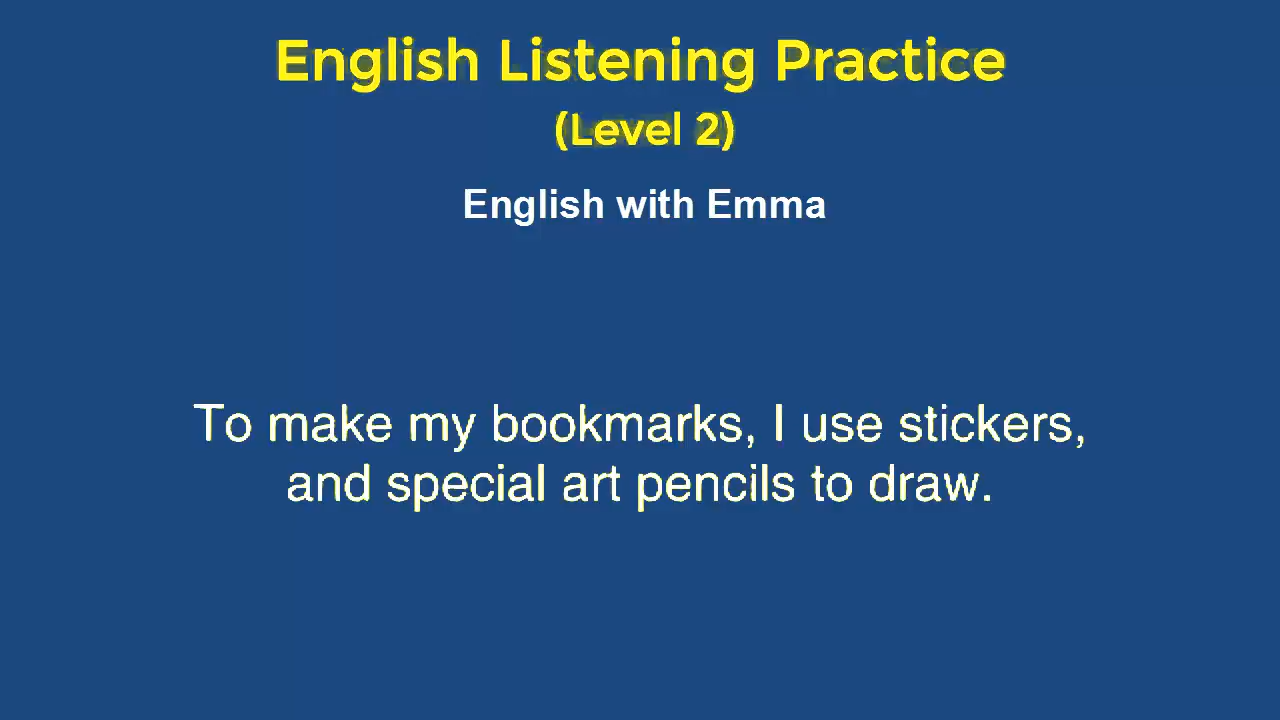 English Listening Practice
(Level 2)
English with Emma
To make my bookmarks, I use stickers,
and special art pencils to draw.